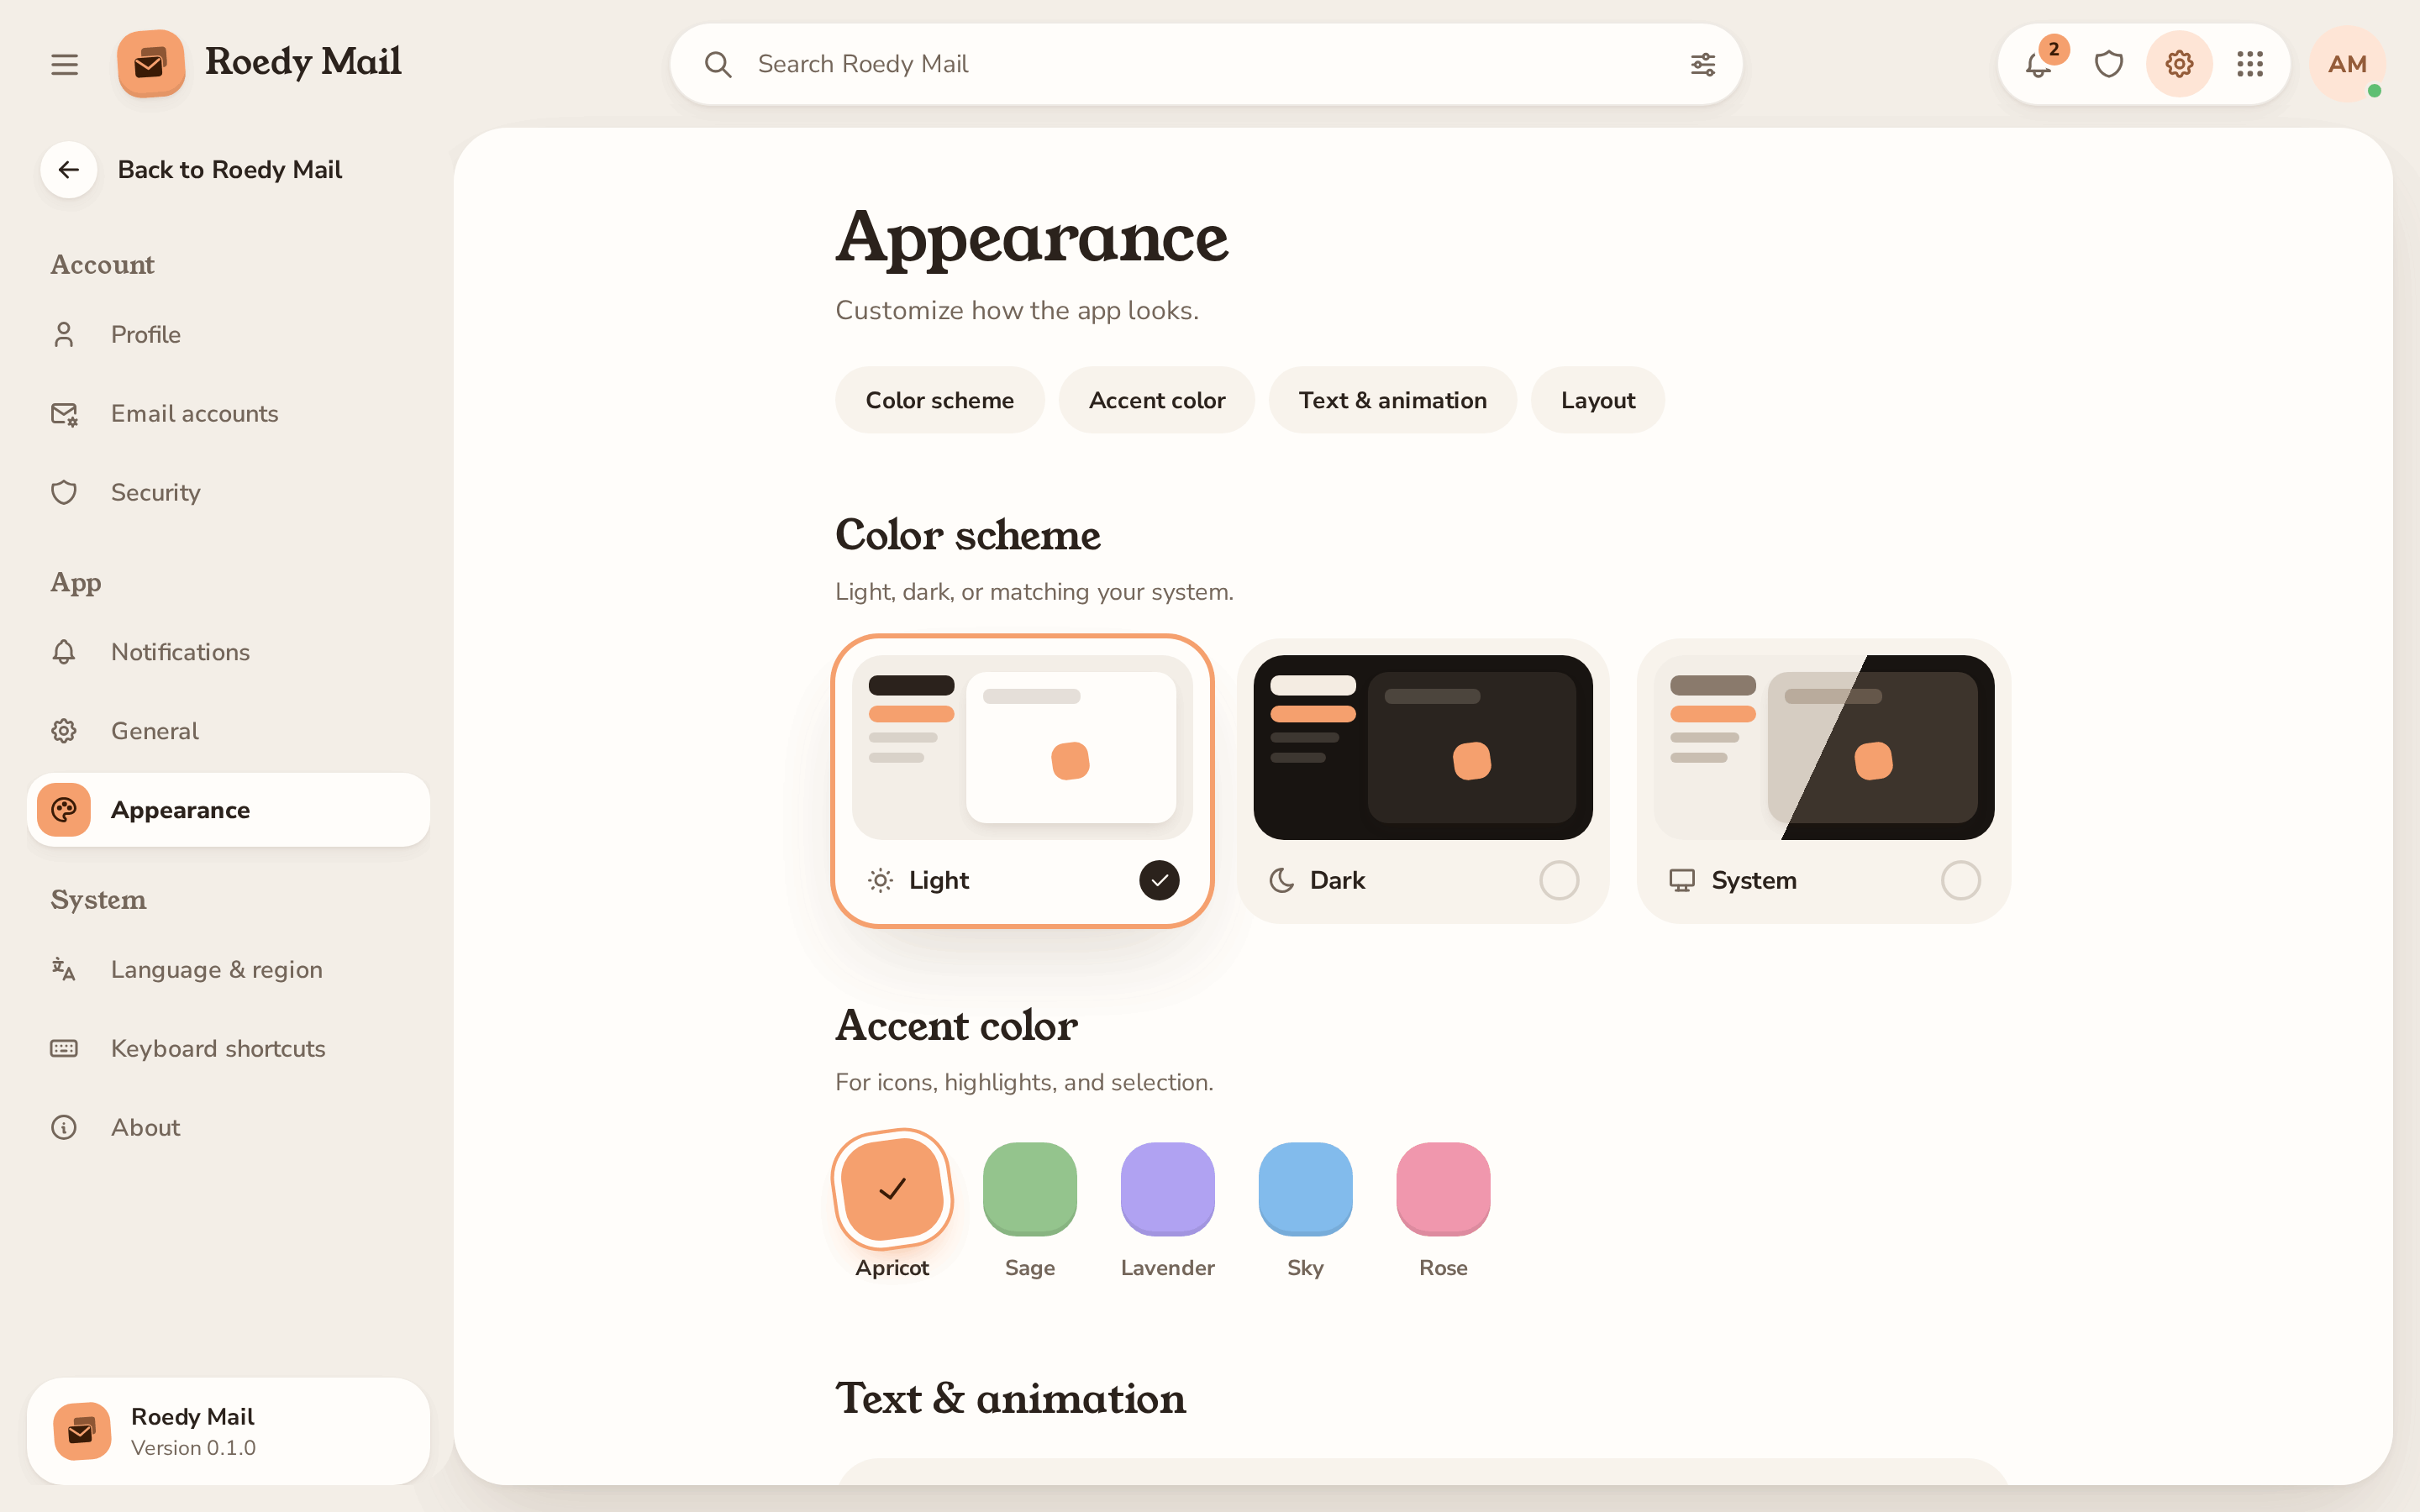 Roedy Mail
Search Roedy Mail
2
AM
Back to Roedy Mail
Account
Profile
Email accounts
Security
App
Notifications
General
Appearance
System
Language & region
Keyboard shortcuts
About
Roedy Mail
Version 0.1.0
Appearance
Customize how the app looks.
Color scheme
Accent color
Text & animation
Layout
Color scheme
Light, dark, or matching your system.
Light
Dark
System
Accent color
For icons, highlights, and selection.
Apricot
Sage
Lavender
Sky
Rose
Text & animation